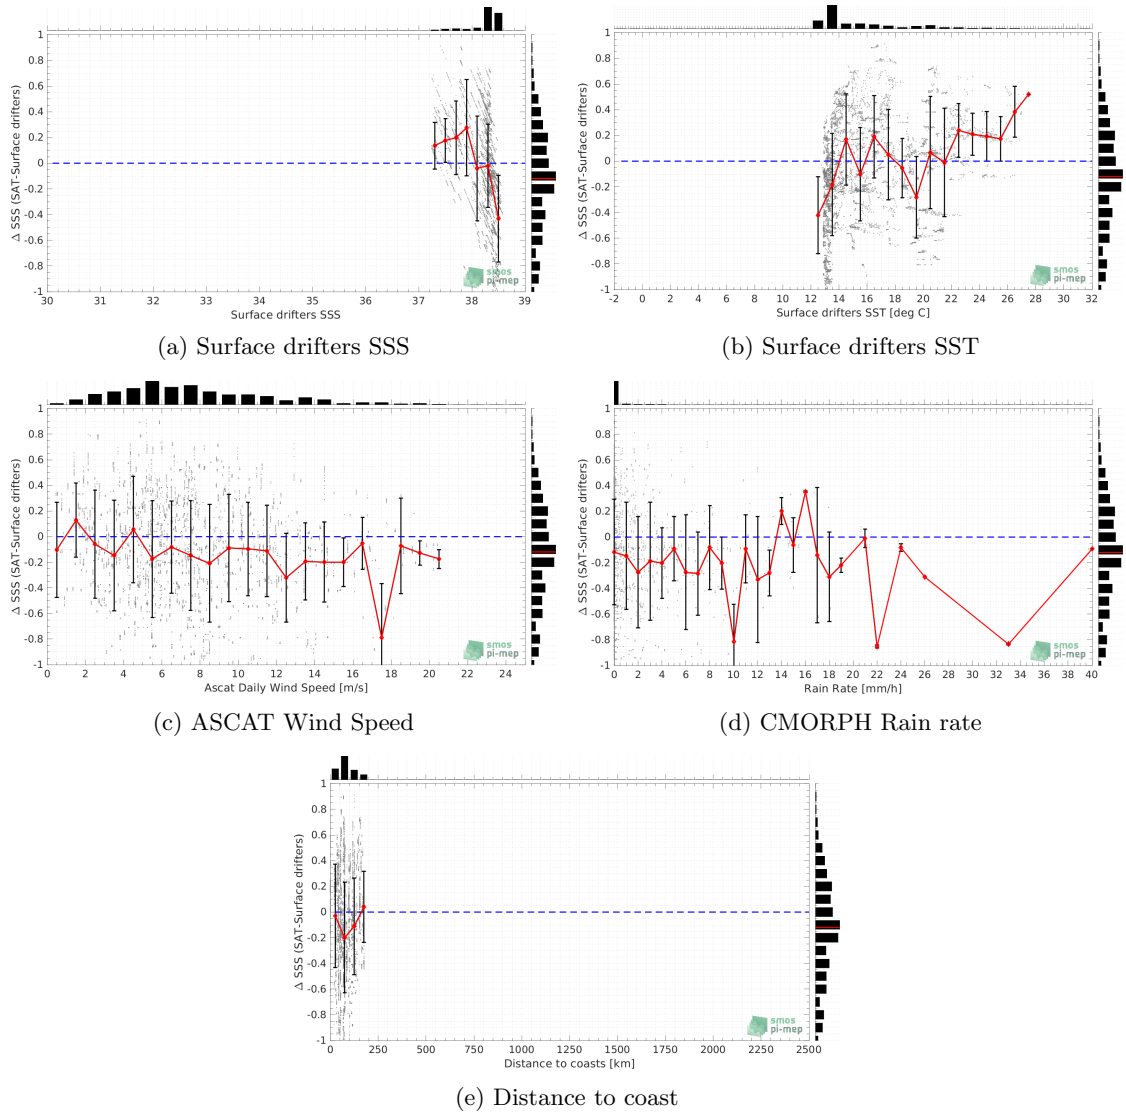 1
0.8
0.6
0.4
0.2
0
-0.2
-0.4
-0.6
-0.8
-1
Δ SSS (SAT-Surface drifters)
30 31 32 33 34 35 36 37 38 39
Surface drifters SSS
smos
pi-mep
(a) Surface drifters SSS
1
0.8
0.6
0.4
0.2
0
-0.2
-0.4
-0.6
-0.8
-1
Δ SSS (SAT-Surface drifters)
-2 0 2 4 6 8 10 12 14 16 18 20 22 24 26 28 30 32
Surface drifters SST [deg C]
smos
pi-mep
(b) Surface drifters SST
1
0.8
0.6
0.4
0.2
0
-0.2
-0.4
-0.6
-0.8
-1
Δ SSS (SAT-Surface drifters)
0 2 4 6 8 10 12 14 16 18 20 22 24
Ascat Daily Wind Speed [m/s]
smos
pi-mep
(c) ASCAT Wind Speed
1
0.8
0.6
0.4
0.2
0
-0.2
-0.4
-0.6
-0.8
-1
Δ SSS (SAT-Surface drifters)
0 2 4 6 8 10 12 14 16 18 20 22 24 26 28 30 32 34 36 38 40
Rain Rate [mm/h]
smos
pi-mep
(d) CMORPH Rain rate
1
0.8
0.6
0.4
0.2
0
-0.2
-0.4
-0.6
-0.8
-1
Δ SSS (SAT-Surface drifters)
0 250 500 750 1000 1250 1500 1750 2000 2250 2500
Distance to coasts [km]
smos
pi-mep
(e) Distance to coast